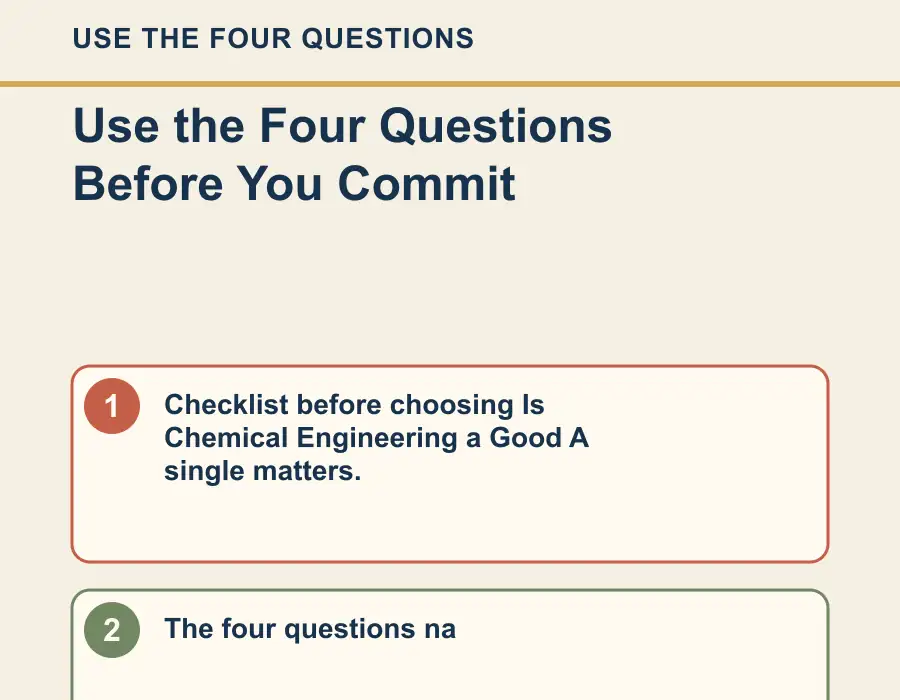 USE THE FOUR QUESTIONS
Use the Four Questions
Before You Commit
1
Checklist before choosing Is
Chemical Engineering a Good A
single matters.
2
The four questions na